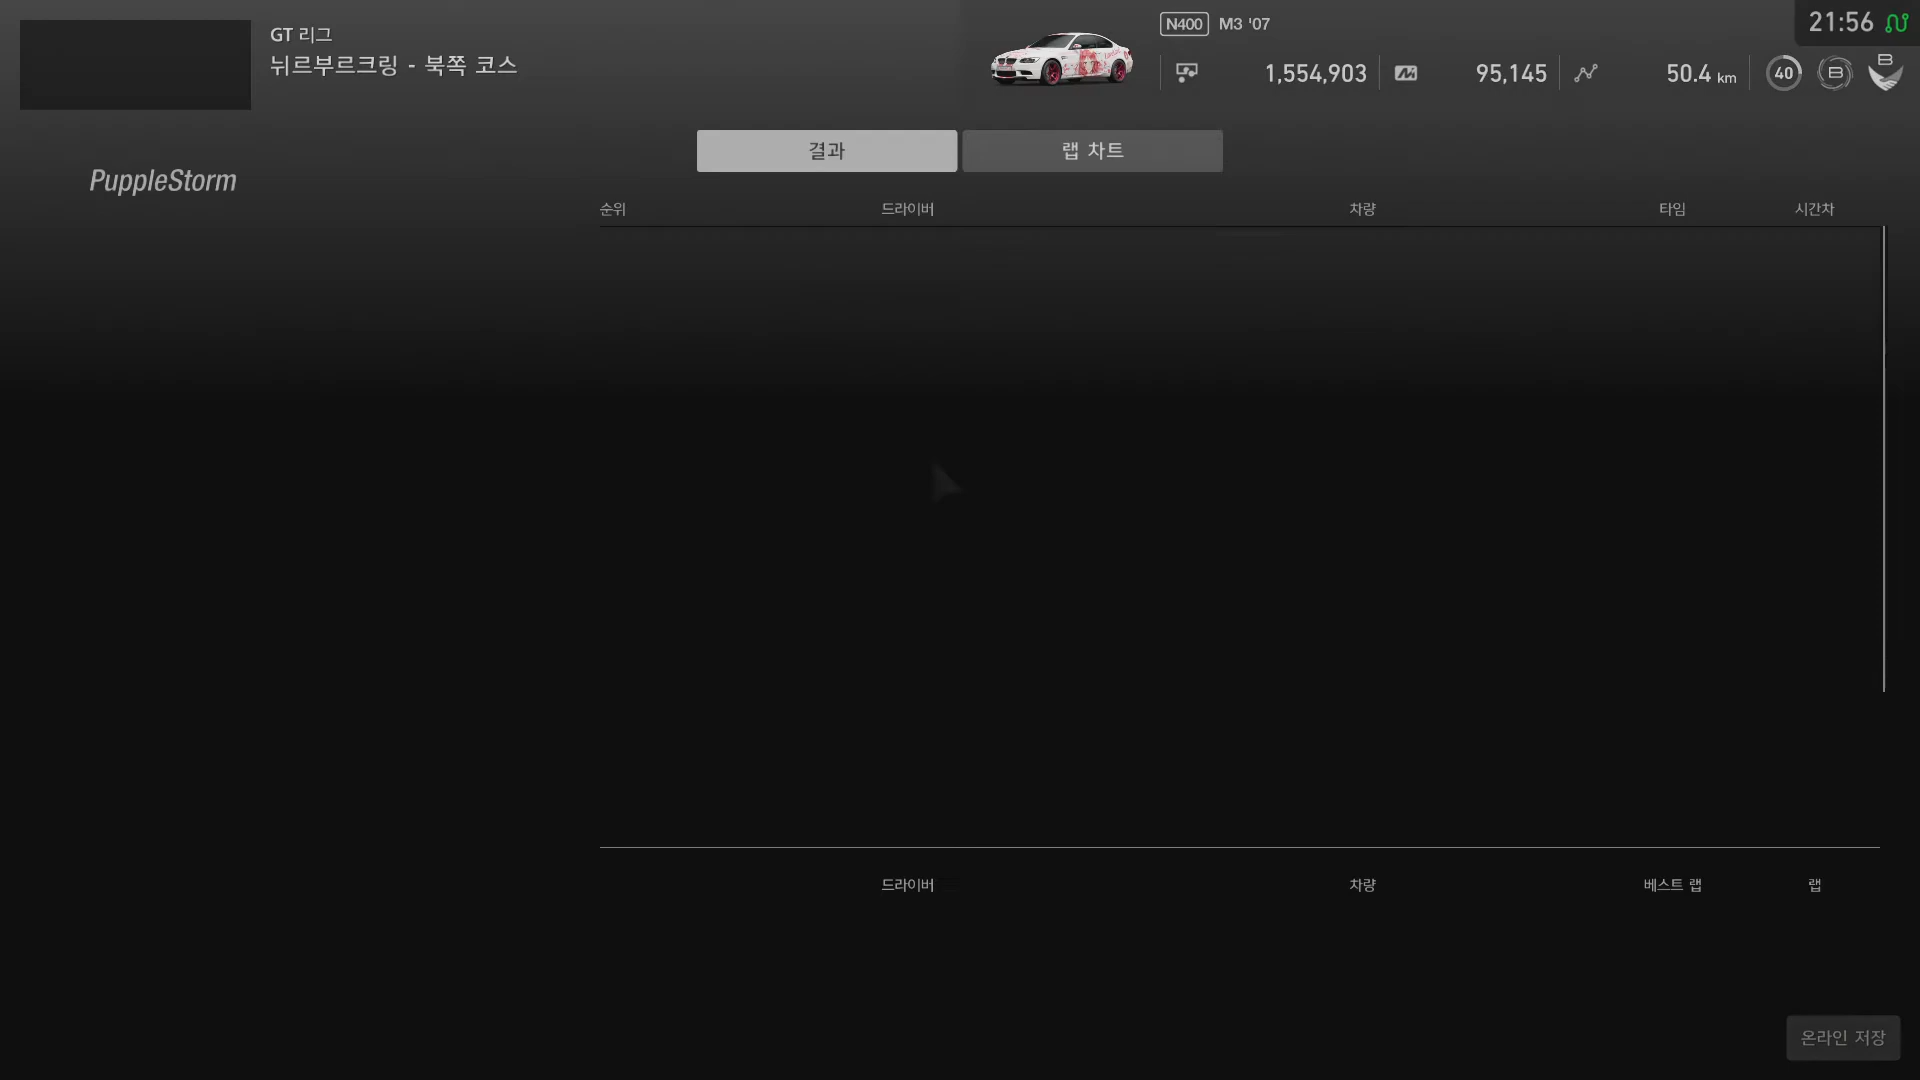 GT 리그
뉘르부르크링 - 북쪽 코스
N400 M3 '07
21:56
1,554,903
95,145
50.4 km
40
B
B
결과
랩 차트
PuppleStorm
순위 드라이버 차량 타임 시간차
드라이버 차량 베스트 랩 랩
온라인 저장